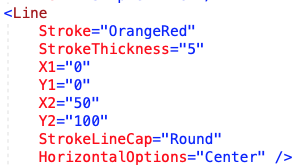 <Line
    Stroke="OrangeRed"
    StrokeThickness="5"
    X1="0"
    Y1="0"
    X2="50"
    Y2="100"
    StrokeLineCap="Round"
    HorizontalOptions="Center" />